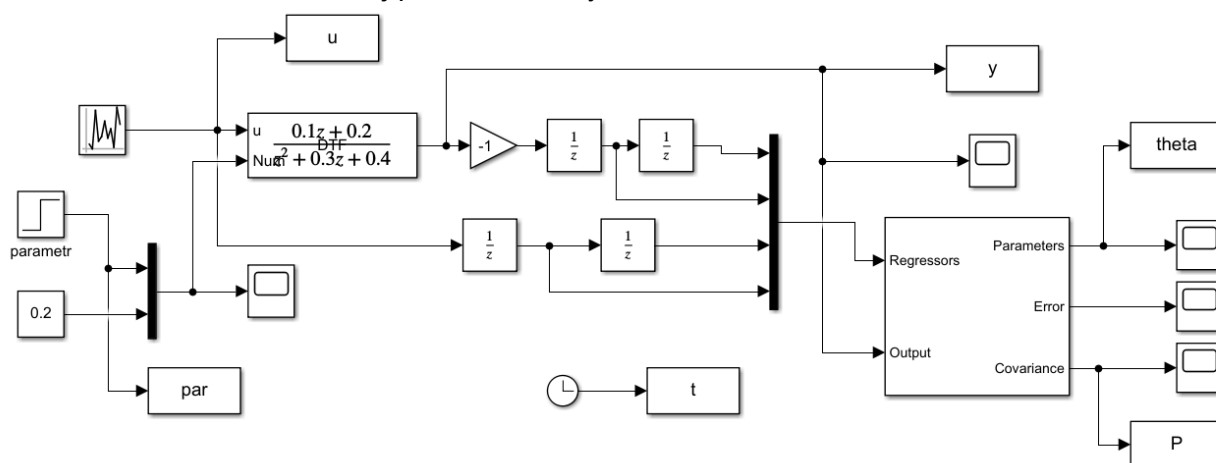 u
y
u
0.1z + 0.2
DTF
Num
z² + 0.3z + 0.4
-1
1
z
1
z
theta
parametr
1
z
1
z
Parameters
Regressors
Error
0.2
Output
Covariance
par
t
P